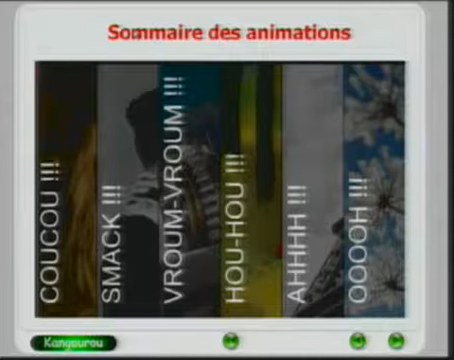 Sommaire des animations
COUCOU !!!
SMACK !!!
VROUM-VROUM !!!
HOU-HOU !!!
AHHHH !!!
OOOOH !!!
Kangourou